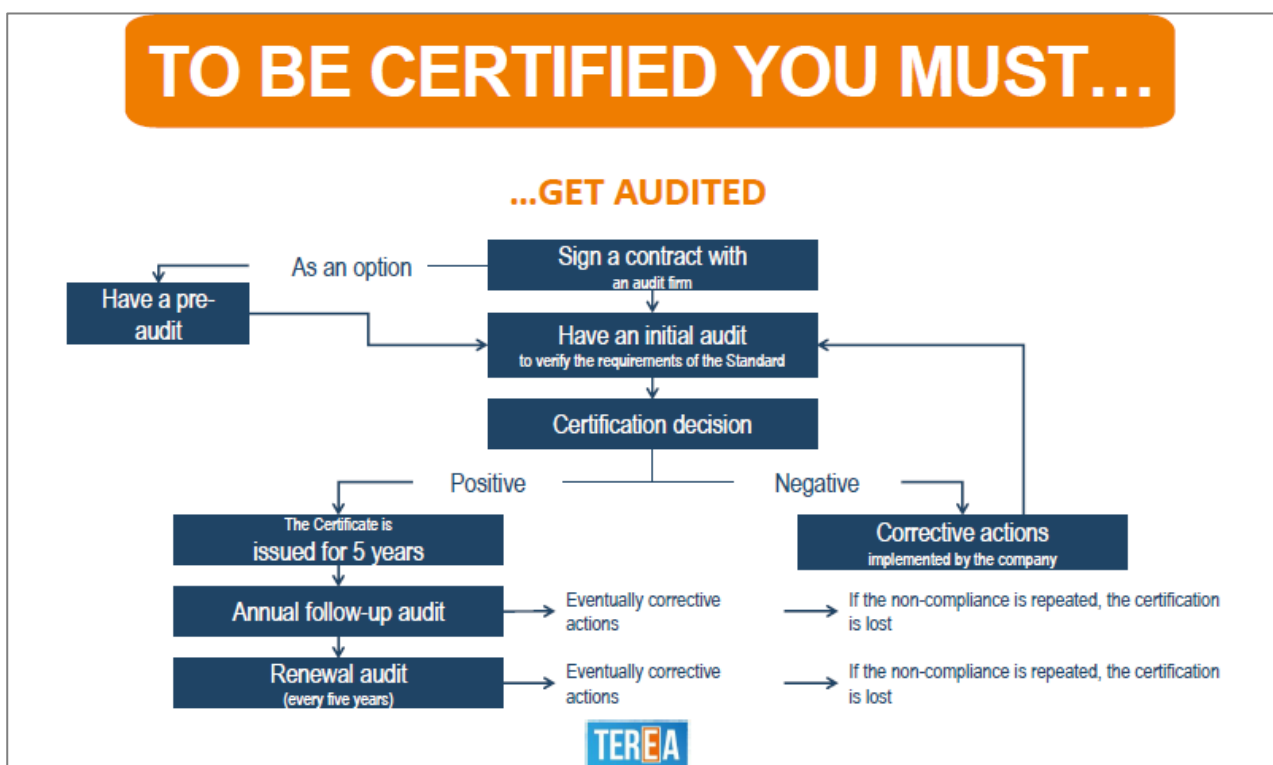 TO BE CERTIFIED YOU MUST...
...GET AUDITED
Sign a contract with
an audit firm
As an option
Have a pre-
audit
Have an initial audit
to verify the requirements of the Standard
Certification decision
Positive
Negative
The Certificate is
issued for 5 years
Corrective actions
implemented by the company
Annual follow-up audit
Eventually corrective
actions
If the non-compliance is repeated, the certification
is lost
Renewal audit
(every five years)
Eventually corrective
actions
If the non-compliance is repeated, the certification
is lost
TEREA